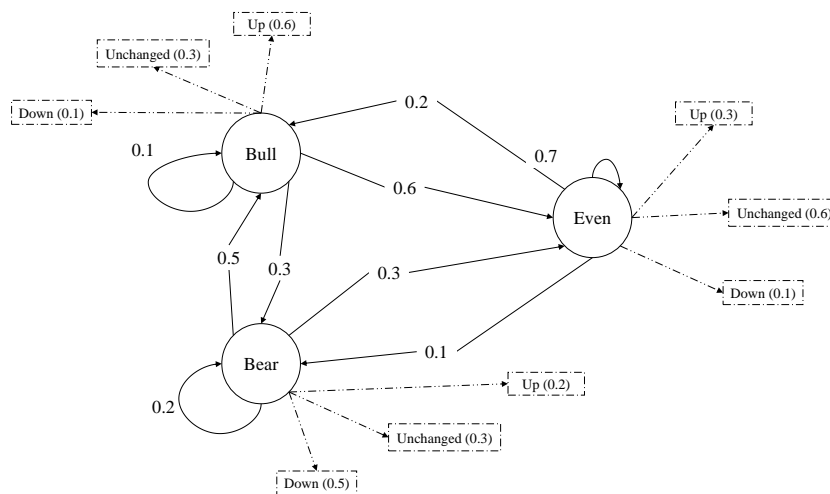 Up (0.6)
Unchanged (0.3)
Down (0.1)
0.2
Up (0.3)
0.1
Bull
0.7
0.6
Even
Unchanged (0.6)
0.5
0.3
0.3
Down (0.1)
0.1
Bear
Up (0.2)
0.2
Unchanged (0.3)
Down (0.5)